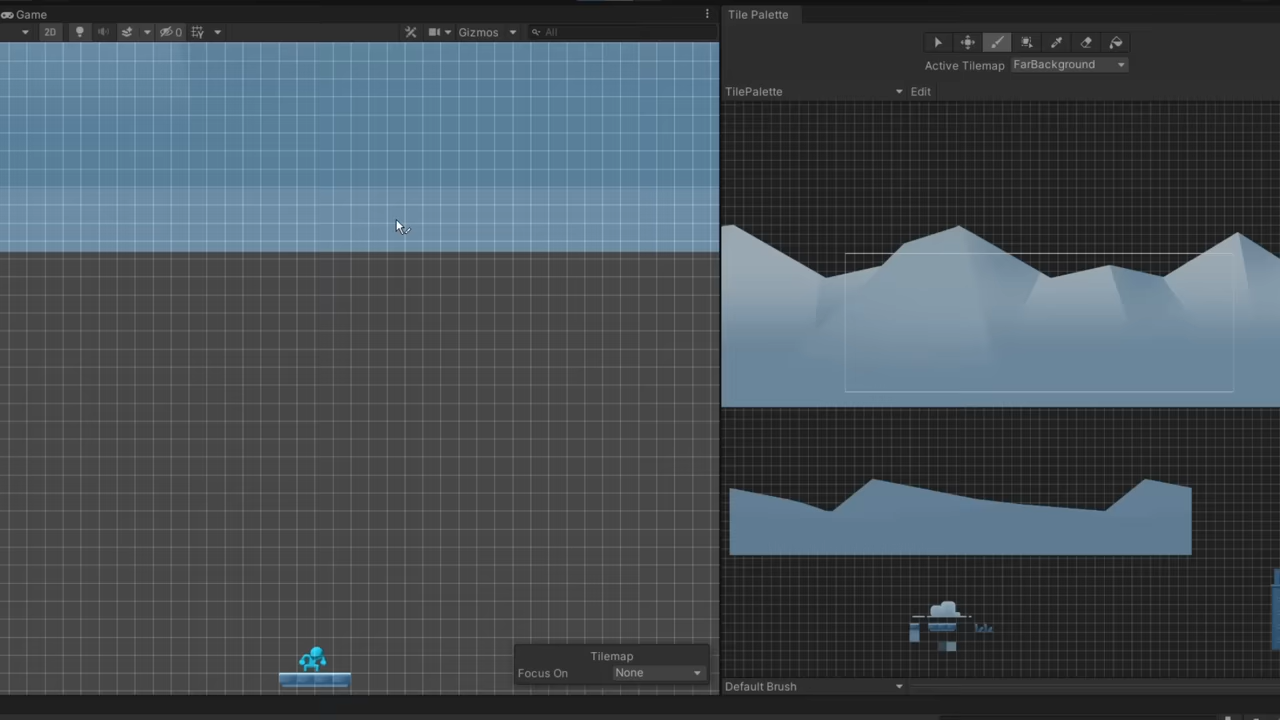 Game
Tile Palette
2D
0
Gizmos
All
Active Tilemap
FarBackground
TilePalette
Edit
Tilemap
Focus On
None
Default Brush